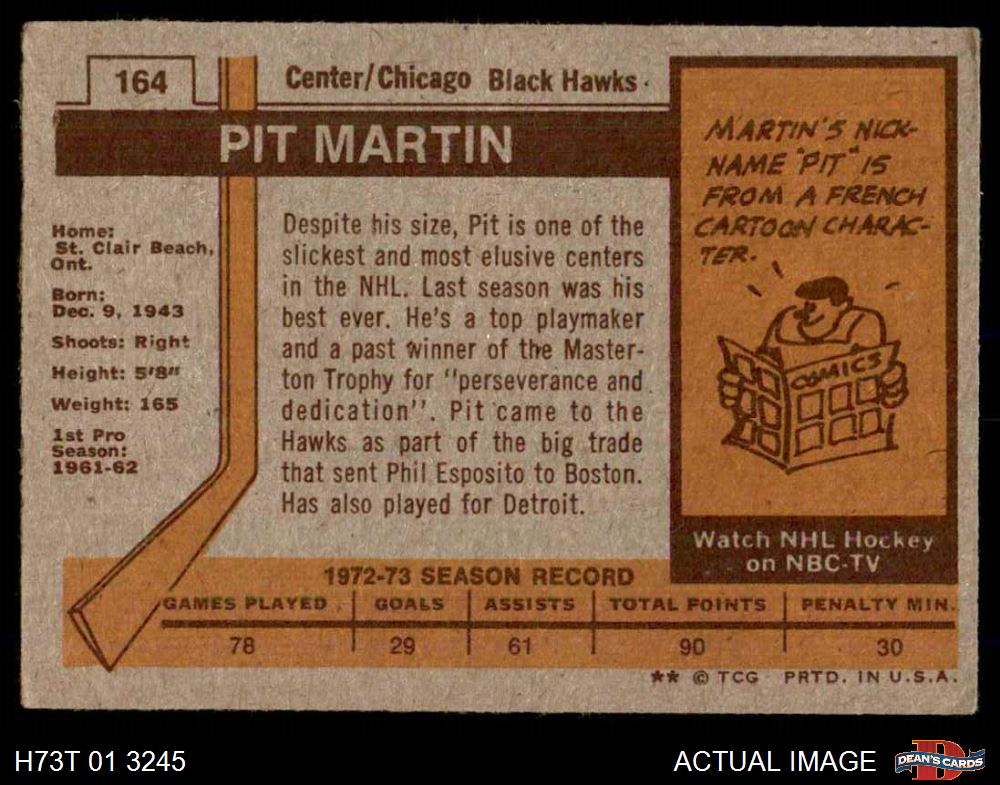 164
Center/Chicago Black Hawks
PIT MARTIN
Home:
St. Clair Beach,
Ont.
Born:
Dec. 9, 1943
Shoots: Right
Height: 5'8"
Weight: 165
1st Pro
Season:
1961-62
Despite his size, Pit is one of the
slickest and most elusive centers
in the NHL. Last season was his
best ever. He's a top playmaker
and a past winner of the Master-
ton Trophy for "perseverance and
dedication". Pit came to the
Hawks as part of the big trade
that sent Phil Esposito to Boston.
Has also played for Detroit.
MARTIN'S NICK-
NAME "PIT" IS
FROM A FRENCH
CARTOON CHARAC-
TER.
COMICS
Watch NHL Hockey
on NBC-TV
1972-73 SEASON RECORD
GAMES PLAYED GOALS ASSISTS TOTAL POINTS PENALTY MIN.
78 29 61 90 30
** © TCG PRTD. IN U.S.A.
H73T 01 3245
ACTUAL IMAGE
DEAN'S CARDS